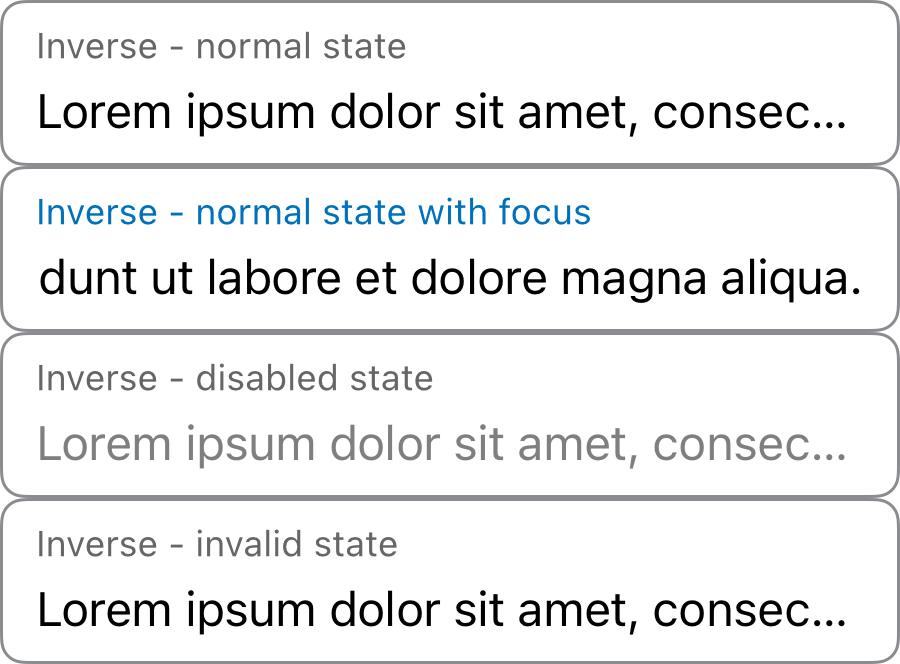 Inverse - normal state
Lorem ipsum dolor sit amet, consec...
Inverse - normal state with focus
dunt ut labore et dolore magna aliqua.
Inverse - disabled state
Lorem ipsum dolor sit amet, consec...
Inverse - invalid state
Lorem ipsum dolor sit amet, consec...